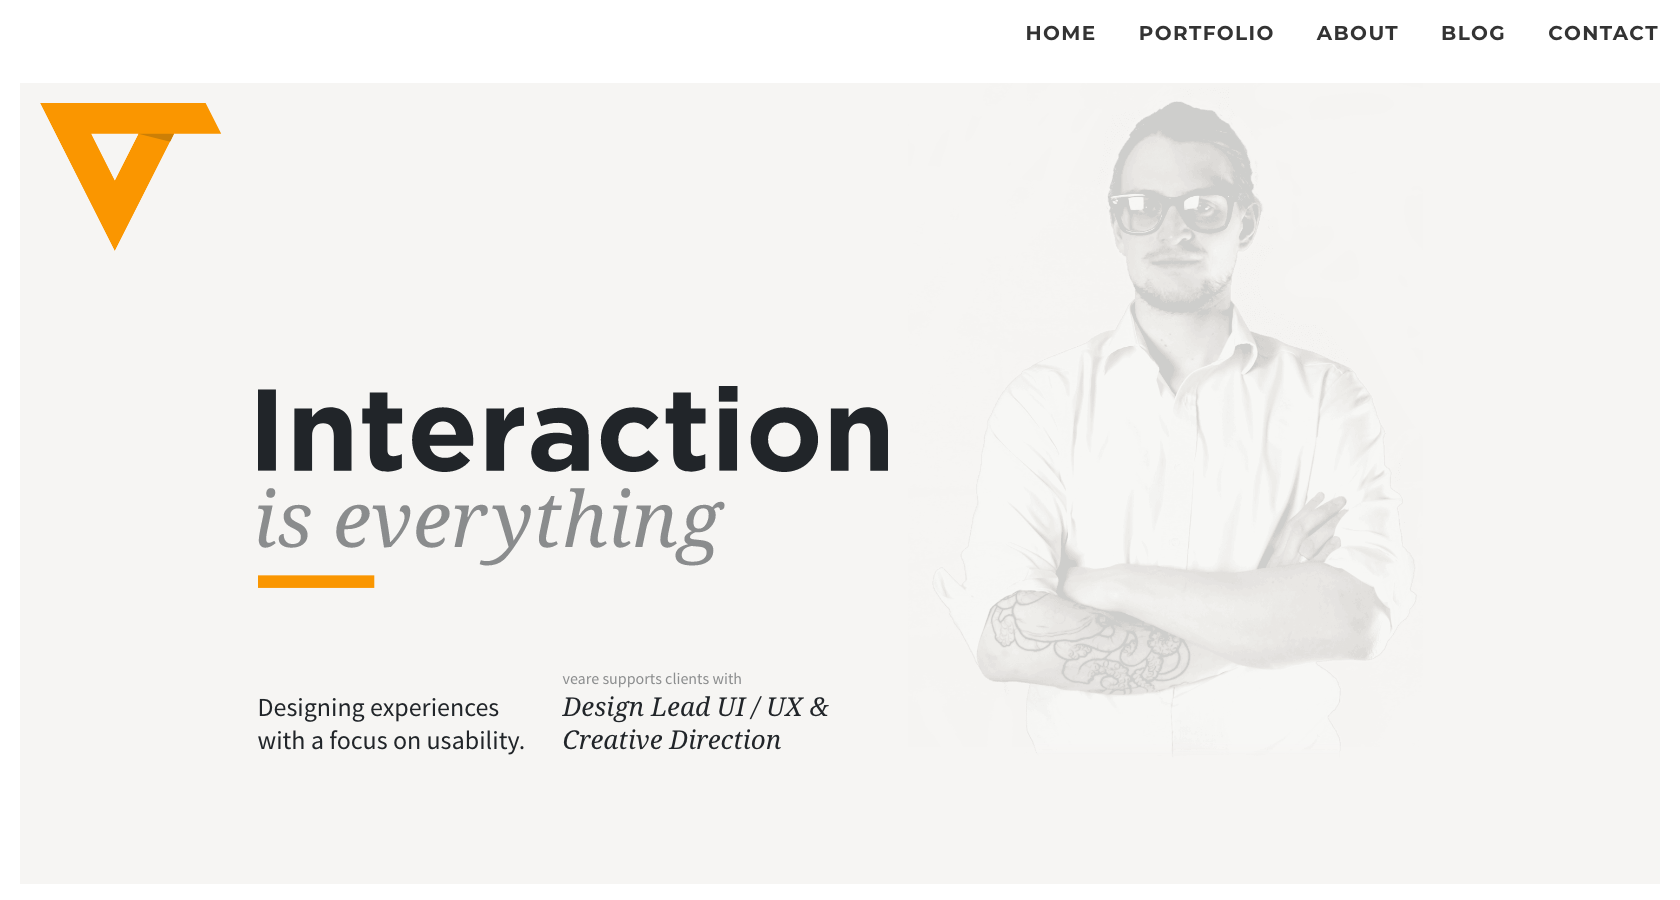 HOME PORTFOLIO ABOUT BLOG CONTACT
Interaction
is everything
Designing experiences
with a focus on usability.
veare supports clients with
Design Lead UI / UX &
Creative Direction